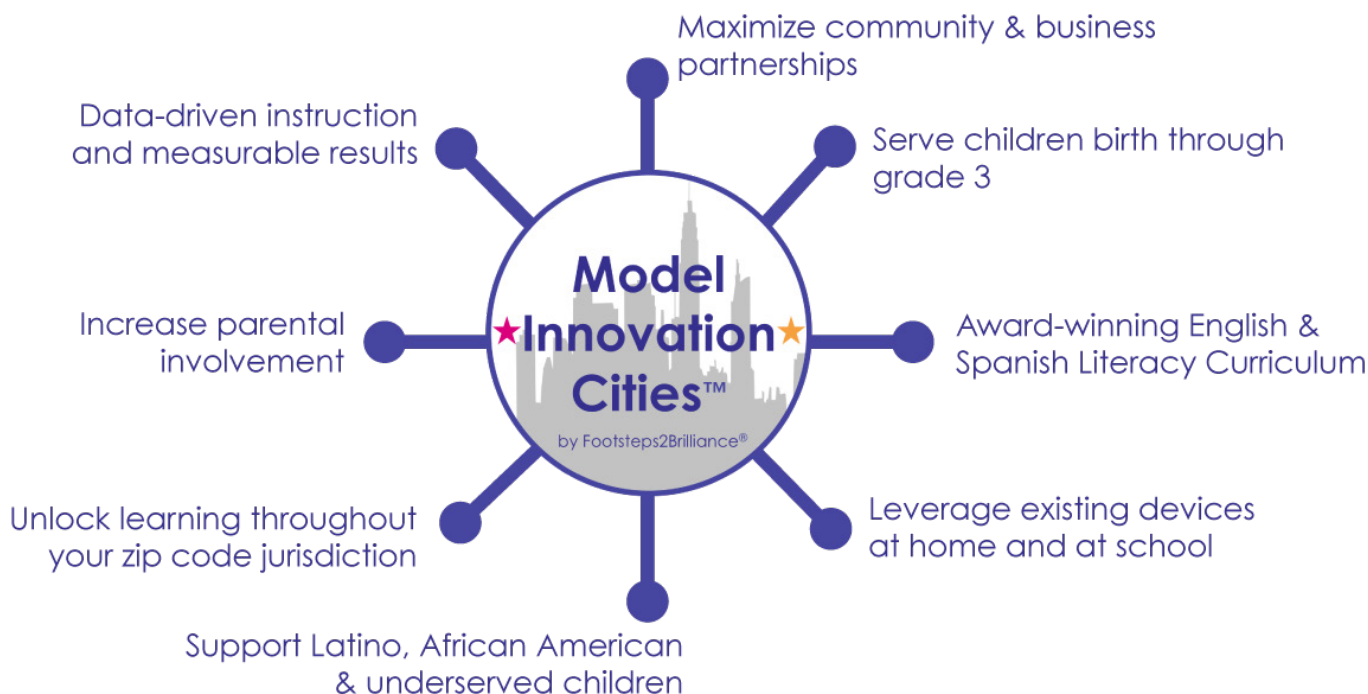 Maximize community & business
partnerships
Data-driven instruction
and measurable results
Serve children birth through
grade 3
Model
Innovation
Cities™
by Footsteps2Brilliance®
Increase parental
involvement
Award-winning English &
Spanish Literacy Curriculum
Unlock learning throughout
your zip code jurisdiction
Leverage existing devices
at home and at school
Support Latino, African American
& underserved children